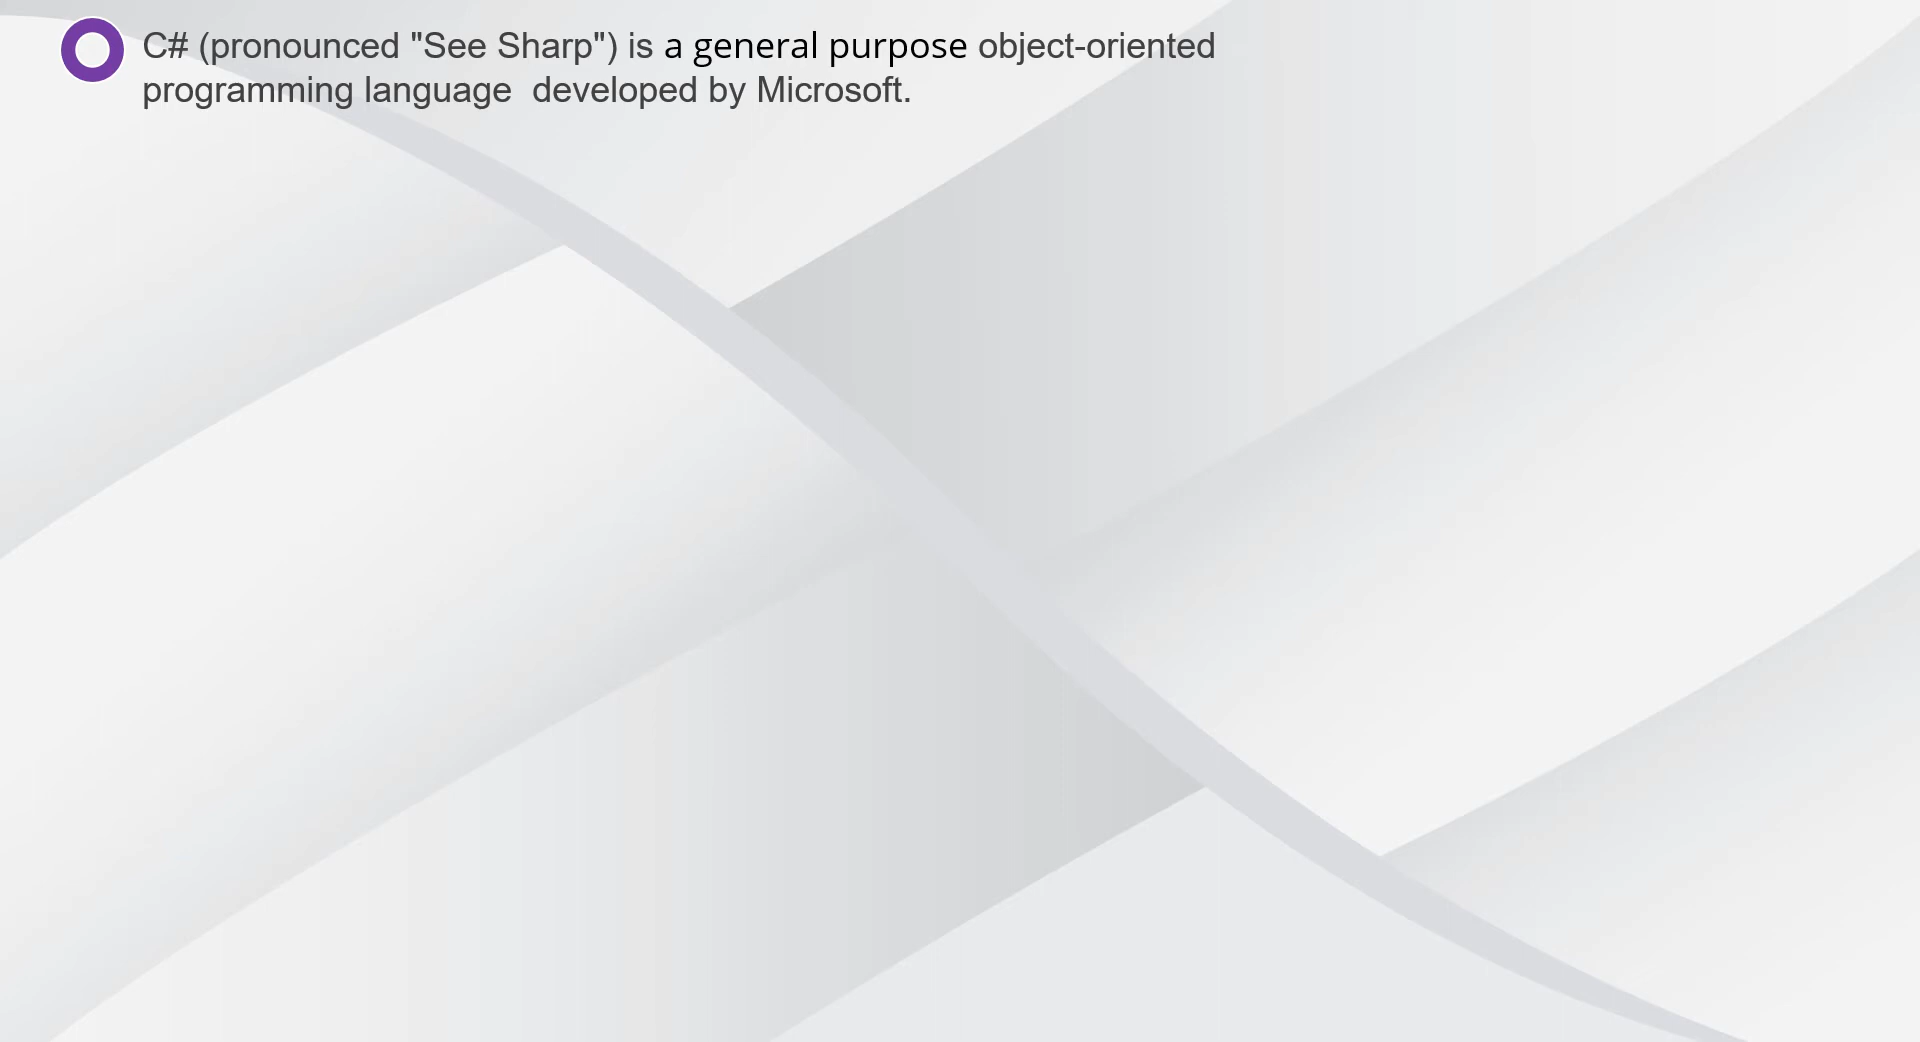 C# (pronounced "See Sharp") is a general purpose object-oriented
programming language  developed by Microsoft.